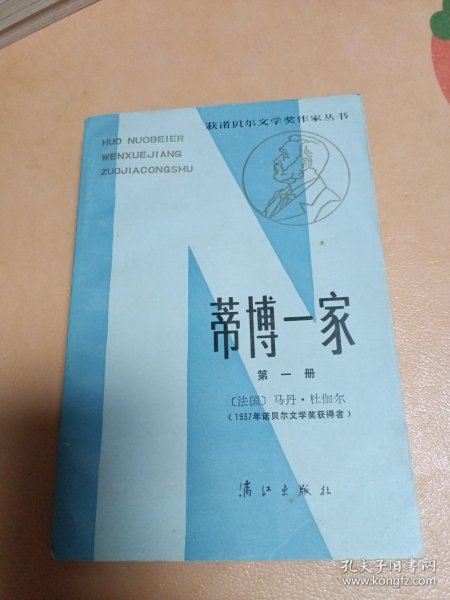 获诺贝尔文学奖作家丛书
HUO NUOBEIER
WENXUEJIANG
ZUOJIACONGSHU
蒂博一家
第一册
〔法国〕马丹·杜伽尔
(1937年诺贝尔文学奖获得者)
漓江出版社
孔夫子旧书网
www.kongfz.com